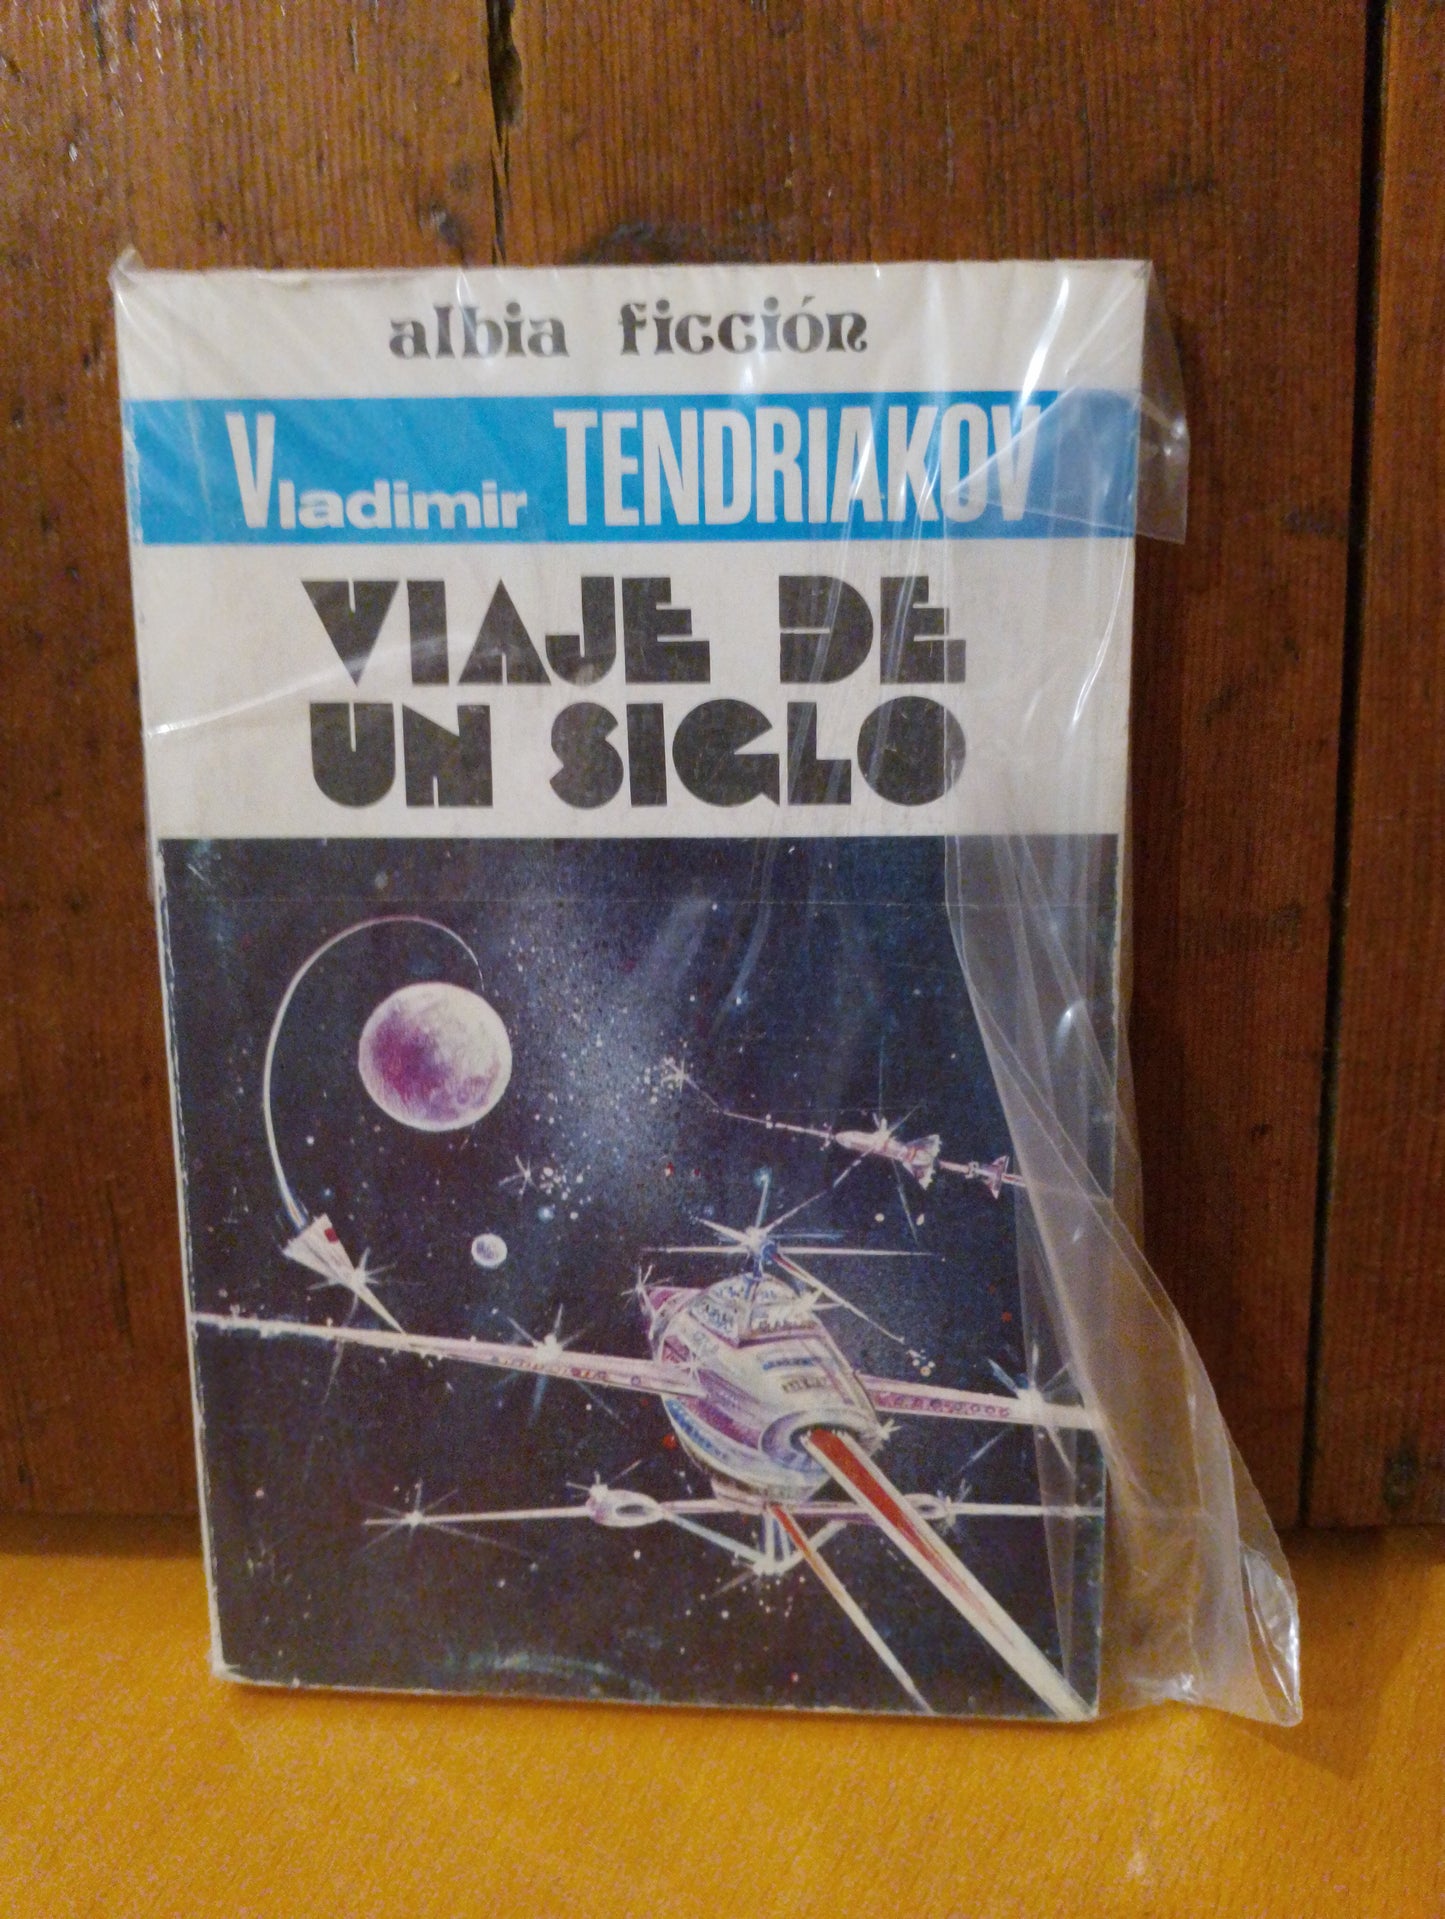 albia ficción
Vladimir TENDRIAKOV
VIAJE DE
UN SIGLO